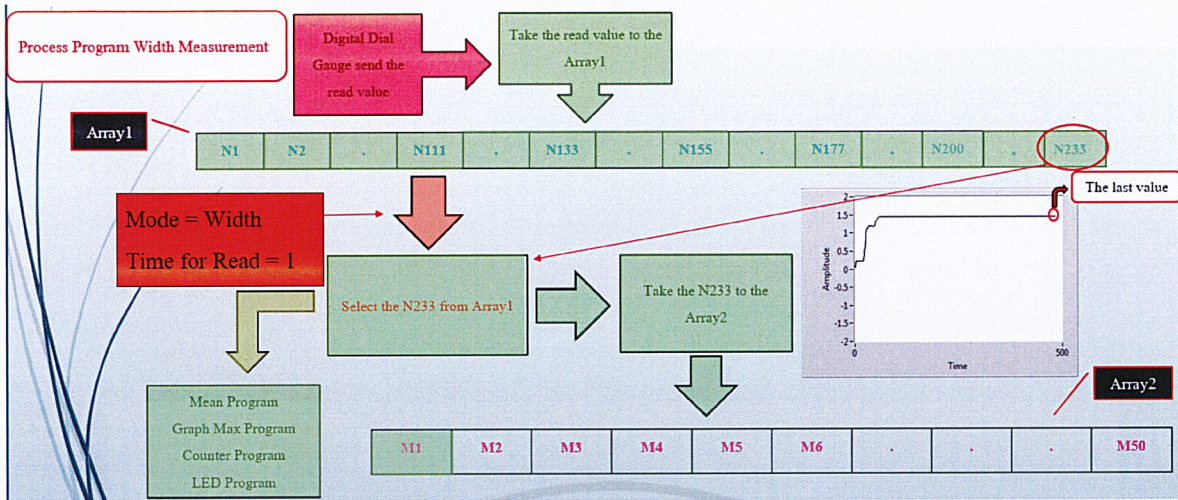 Process Program Width Measurement
Digital Dial
Gauge send the
read value
Take the read value to the
Array1
Array1
N1 N2 . N111 . N133 . N155 . N177 . N200 . N233
Mode = Width
Time for Read = 1
The last value
2
1.5
1
0.5
0
-0.5
-1
-1.5
-2
Amplitude
0 500
Time
Select the N233 from Array1
Take the N233 to the
Array2
Array2
Mean Program
Graph Max Program
Counter Program
LED Program
M1 M2 M3 M4 M5 M6 . . . M50